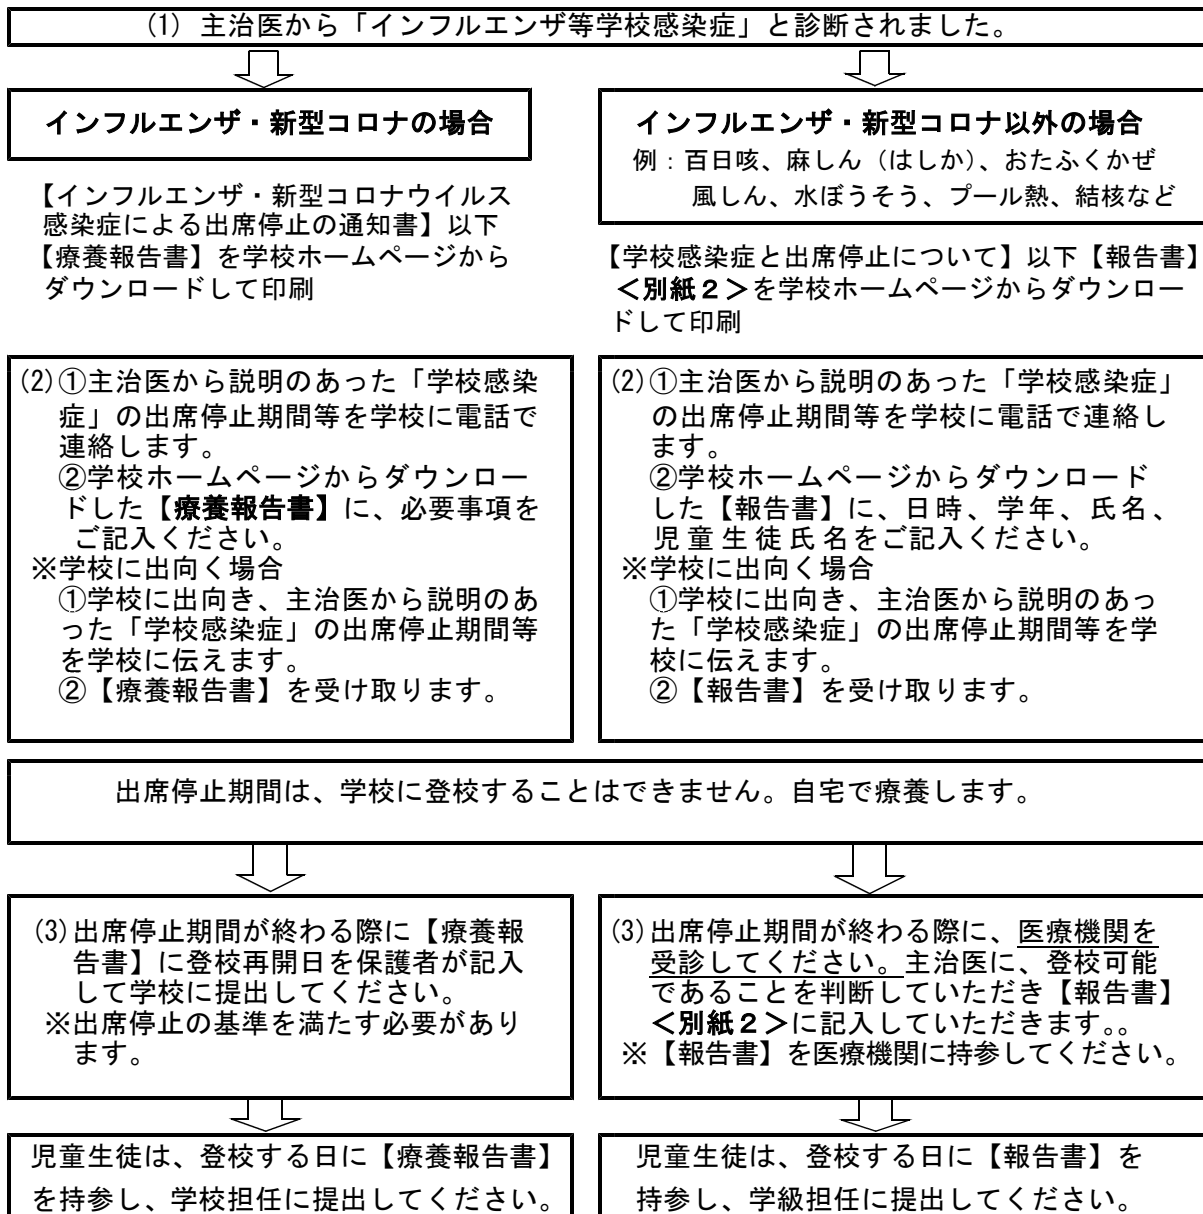 (1) 主治医から「インフルエンザ等学校感染症」と診断されました。
インフルエンザ・新型コロナの場合
【インフルエンザ・新型コロナウイルス
感染症による出席停止の通知書】以下
【療養報告書】を学校ホームページから
ダウンロードして印刷
インフルエンザ・新型コロナ以外の場合
例：百日咳、麻しん（はしか）、おたふくかぜ
風しん、水ぼうそう、プール熱、結核など
【学校感染症と出席停止について】以下【報告書】
＜別紙２＞を学校ホームページからダウンロー
ドして印刷
(2)①主治医から説明のあった「学校感染
症」の出席停止期間等を学校に電話で
連絡します。
②学校ホームページからダウンロー
ドした【療養報告書】に、必要事項を
ご記入ください。
※学校に出向く場合
①学校に出向き、主治医から説明のあ
った「学校感染症」の出席停止期間等
を学校に伝えます。
②【療養報告書】を受け取ります。
(2)①主治医から説明のあった「学校感染症」
の出席停止期間等を学校に電話で連絡し
ます。
②学校ホームページからダウンロード
した【報告書】に、日時、学年、氏名、
児童生徒氏名をご記入ください。
※学校に出向く場合
①学校に出向き、主治医から説明のあっ
た「学校感染症」の出席停止期間等を学
校に伝えます。
②【報告書】を受け取ります。
出席停止期間は、学校に登校することはできません。自宅で療養します。
(3)出席停止期間が終わる際に【療養報
告書】に登校再開日を保護者が記入
して学校に提出してください。
※出席停止の基準を満たす必要があり
ます。
(3)出席停止期間が終わる際に、医療機関を
受診してください。主治医に、登校可能
であることを判断していただき【報告書】
＜別紙２＞に記入していただきます。。
※【報告書】を医療機関に持参してください。
児童生徒は、登校する日に【療養報告書】
を持参し、学校担任に提出してください。
児童生徒は、登校する日に【報告書】を
持参し、学級担任に提出してください。